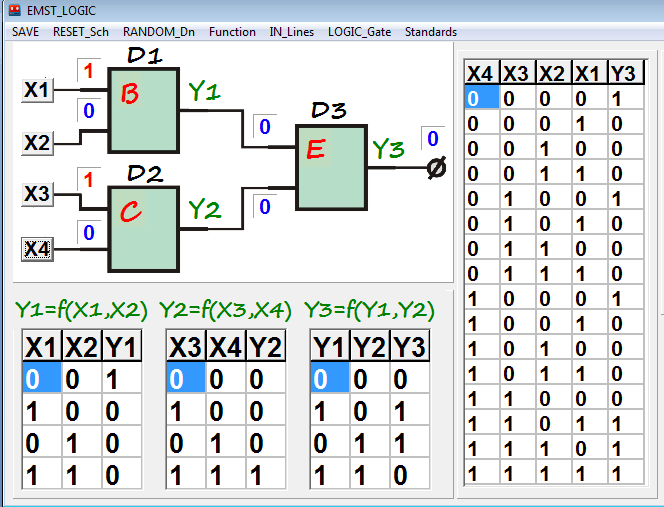 EMST_LOGIC
SAVE RESET_Sch RANDOM_Dn Function IN_Lines LOGIC_Gate Standards
D1
X1 1 B Y1
X2 0
D3
0 E Y3 0
0
D2
X3 1 C Y2
X4 0
Y1=f(X1,X2) Y2=f(X3,X4) Y3=f(Y1,Y2)
X1 X2 Y1
0 0 1
1 0 0
0 1 0
1 1 0
X3 X4 Y2
0 0 0
1 0 0
0 1 0
1 1 1
Y1 Y2 Y3
0 0 0
1 0 1
0 1 1
1 1 0
X4 X3 X2 X1 Y3
0 0 0 0 1
0 0 0 1 0
0 0 1 0 0
0 0 1 1 0
0 1 0 0 1
0 1 0 1 0
0 1 1 0 0
0 1 1 1 0
1 0 0 0 1
1 0 0 1 0
1 0 1 0 0
1 0 1 1 0
1 1 0 0 0
1 1 0 1 1
1 1 1 0 1
1 1 1 1 1